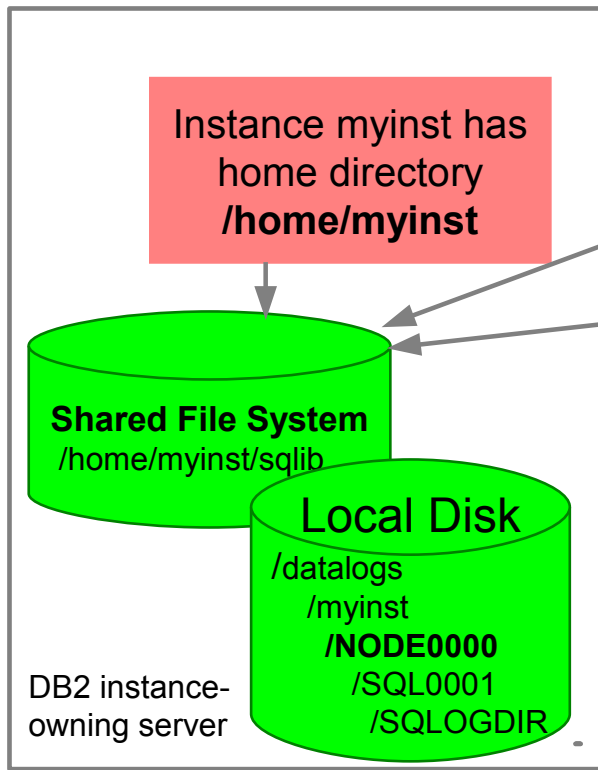 Instance myinst has
home directory
/home/myinst
Shared File System
/home/myinst/sqlib
Local Disk
/datalogs
/myinst
/NODE0000
/SQL0001
/SQLOGDIR
DB2 instance-
owning server